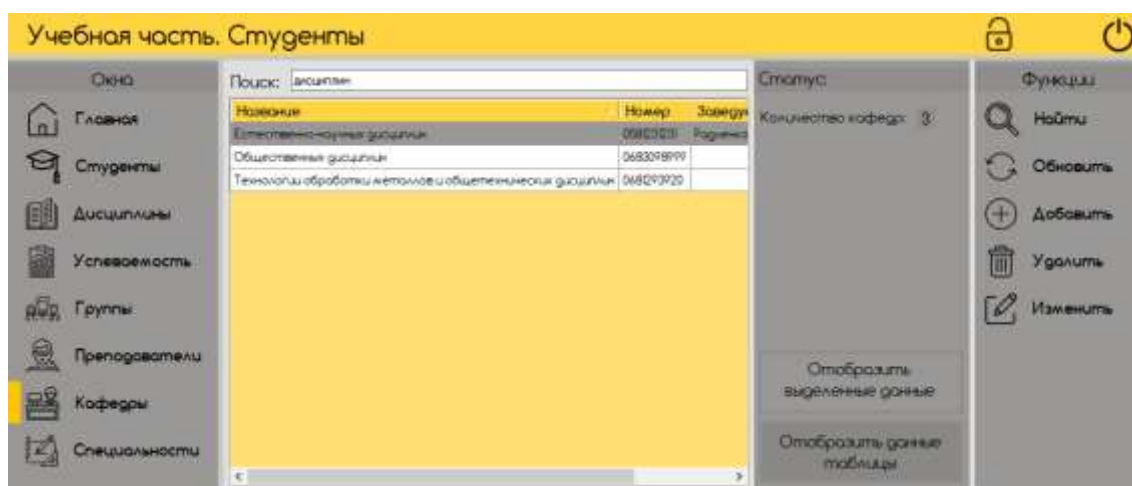 Учебная часть. Студенты
Окна
Главная
Студенты
Дисциплины
Успеваемость
Группы
Преподаватели
Кафедры
Специальности
Поиск: дисциплин
Название Номер Заведу
Естественно-научных дисциплин
Общественных дисциплин 0683098999
Технологии обработки металлов и общетехнических дисциплин 0681293920
Статус:
Количество кафедр: 3
Отобразить
выделенные данные
Отобразить данные
таблицы
Функции
Найти
Обновить
Добавить
Удалить
Изменить